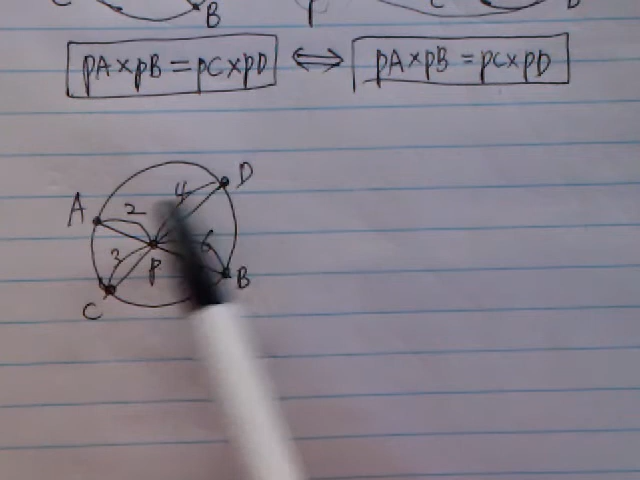 C B P C D
PA×PB=PC×PD ⇔ PA×PB=PC×PD
D
4
A 2
3 6
P B
C